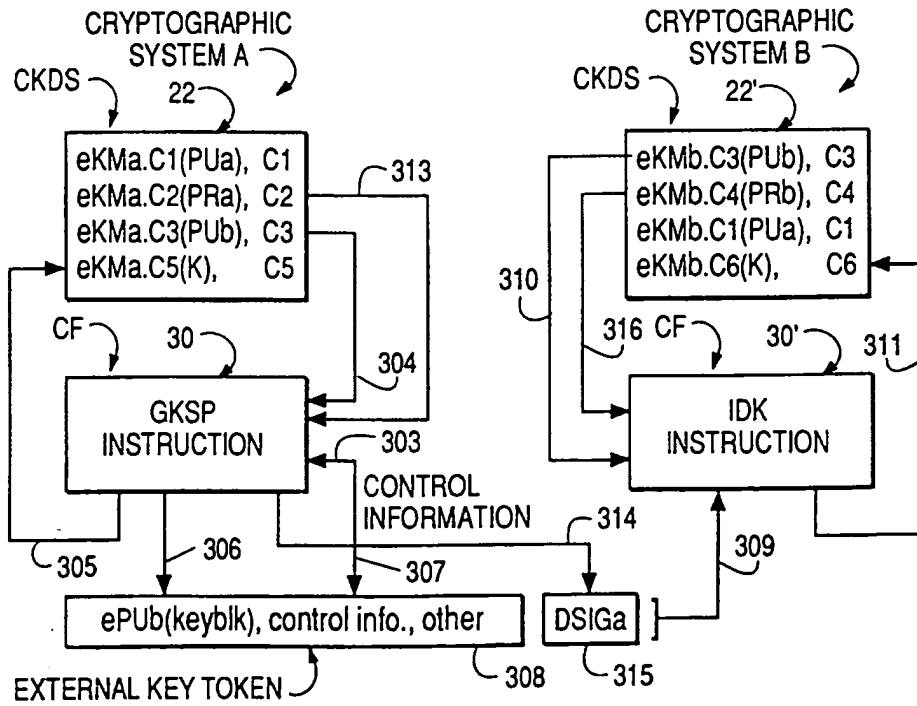 CRYPTOGRAPHIC
SYSTEM A
CKDS
22
eKMa.C1(PUa), C1
eKMa.C2(PRa), C2
eKMa.C3(PUb), C3
eKMa.C5(K), C5
313
CF
30
304
GKSP
INSTRUCTION
303
CONTROL
INFORMATION
305
306
307
314
ePUb(keyblk), control info., other
DSIGa
EXTERNAL KEY TOKEN
308
315
CRYPTOGRAPHIC
SYSTEM B
CKDS
22'
eKMb.C3(PUb), C3
eKMb.C4(PRb), C4
eKMb.C1(PUa), C1
eKMb.C6(K), C6
310
316
CF
30'
311
IDK
INSTRUCTION
309